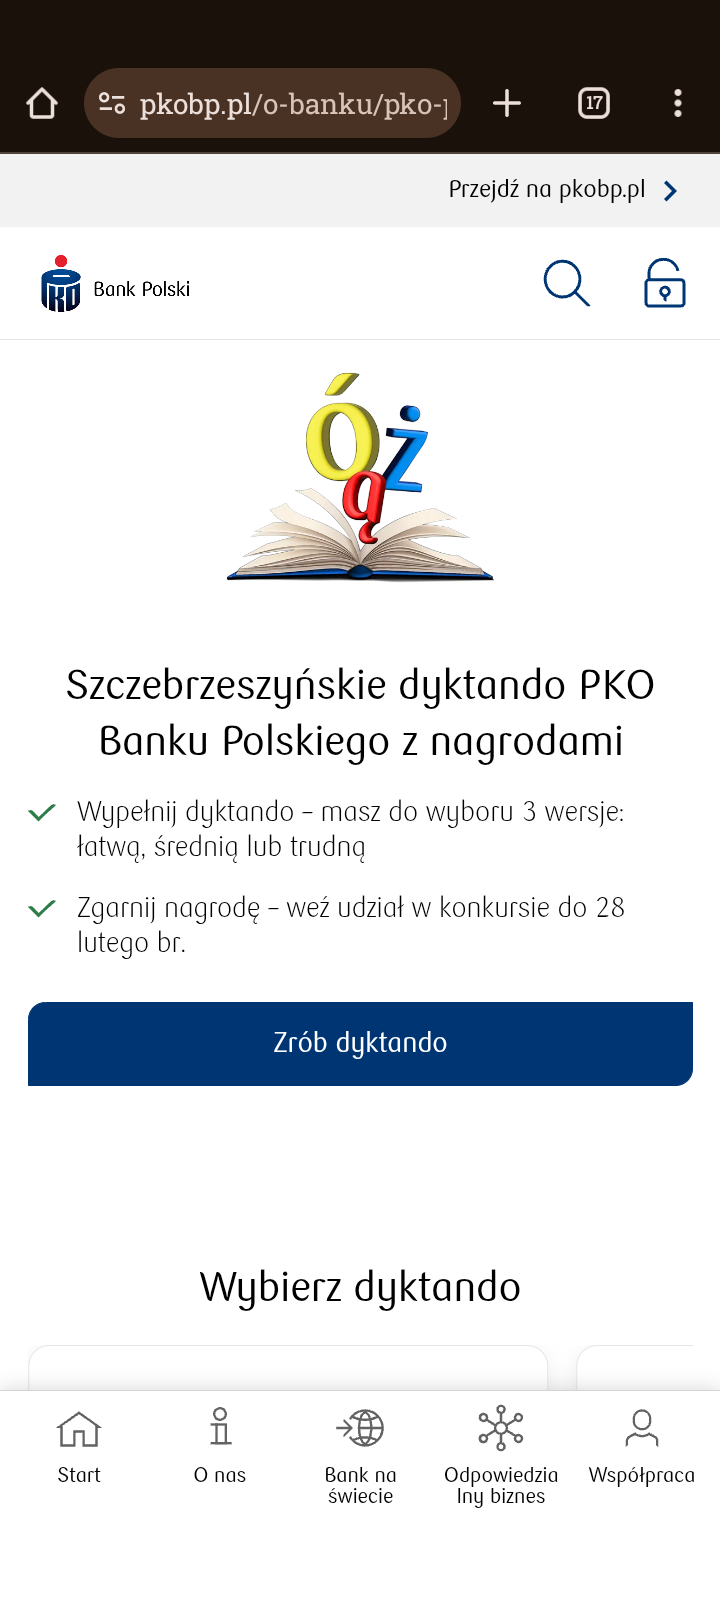 pkobp.pl/o-banku/pko-p
17
Przejdź na pkobp.pl
PKO Bank Polski
Ó ą ż
Szczebrzeszyńskie dyktando PKO
Banku Polskiego z nagrodami
Wypełnij dyktando – masz do wyboru 3 wersje:
łatwą, średnią lub trudną
Zgarnij nagrodę – weź udział w konkursie do 28
lutego br.
Zrób dyktando
Wybierz dyktando
Start
O nas
Bank na
świecie
Odpowiedzia
lny biznes
Współpraca